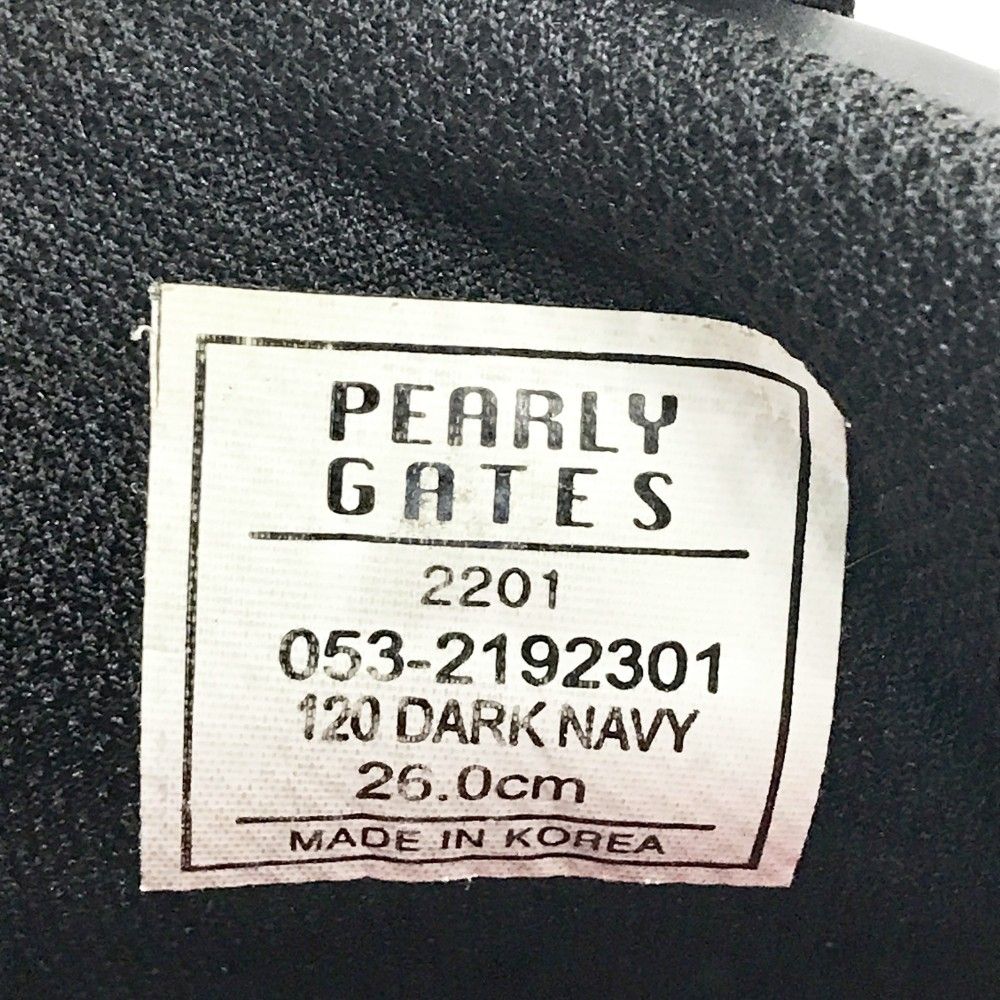 PEARLY
GATES
2201
053-2192301
120 DARK NAVY
26.0cm
MADE IN KOREA